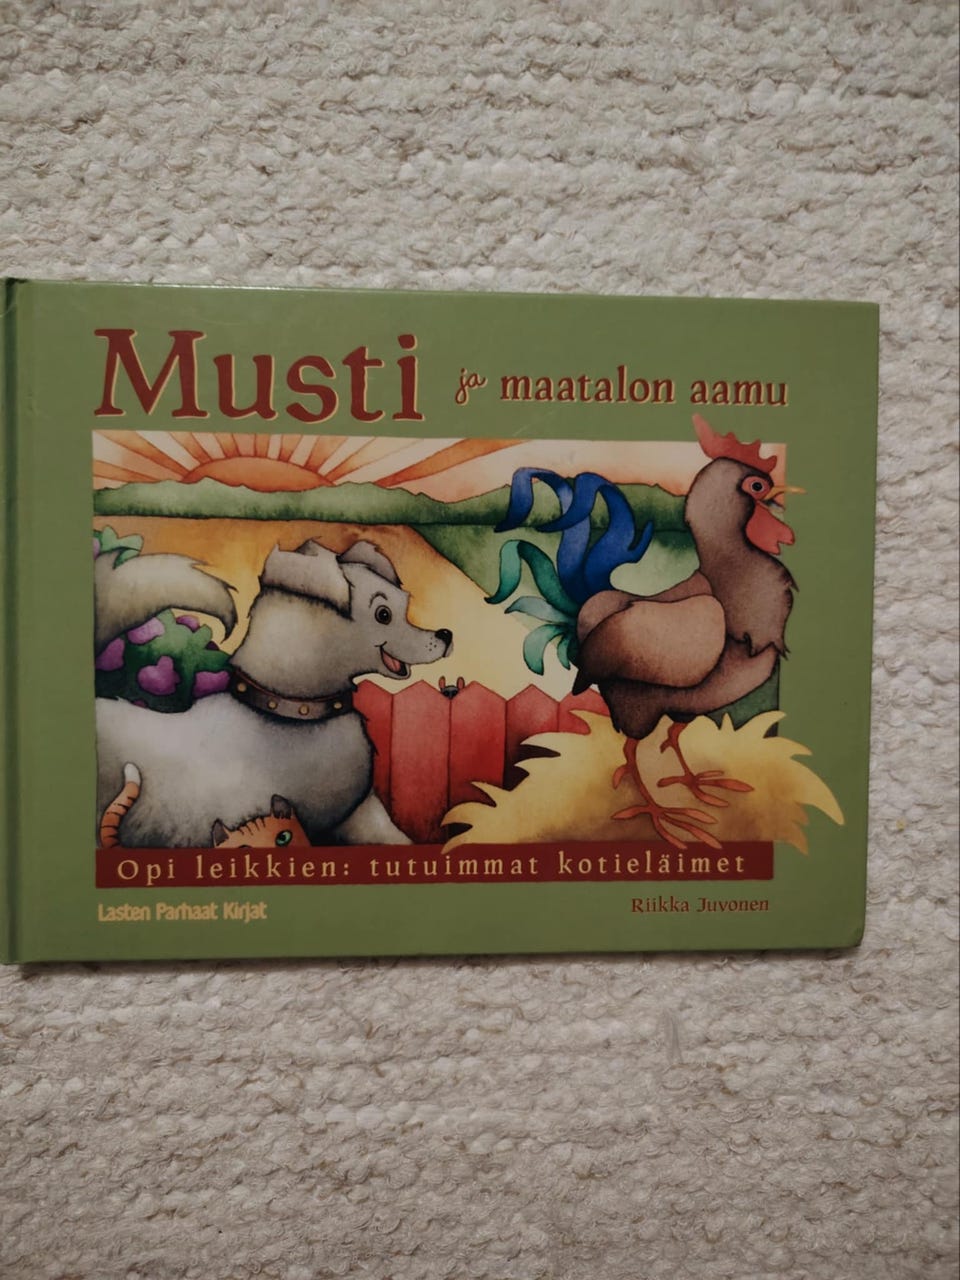 Musti ja maatalon aamu
Opi leikkien: tutuimmat kotieläimet
Lasten Parhaat Kirjat
Riikka Juvonen